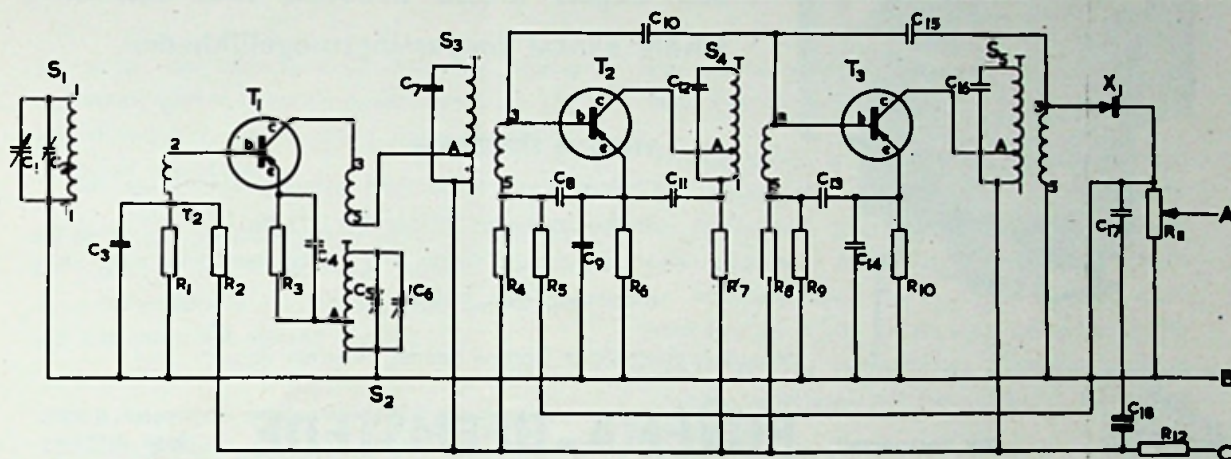 C10
C15
S1
S3
S4
S5
T1
T2
T3
X1
C7
C12
C16
I
T
T
T
3
c
b
e
c
b
e
c
b
e
2
3
A
A
A
3
C1
C2
T1
T2
5
5
I
I
C8
C11
C13
5
C3
R1
R2
R3
C4
T
C5
C6
A
I
R4
R5
C9
R6
R7
R8
R9
C14
R10
C17
R11
A
S2
B
C18
R12
C